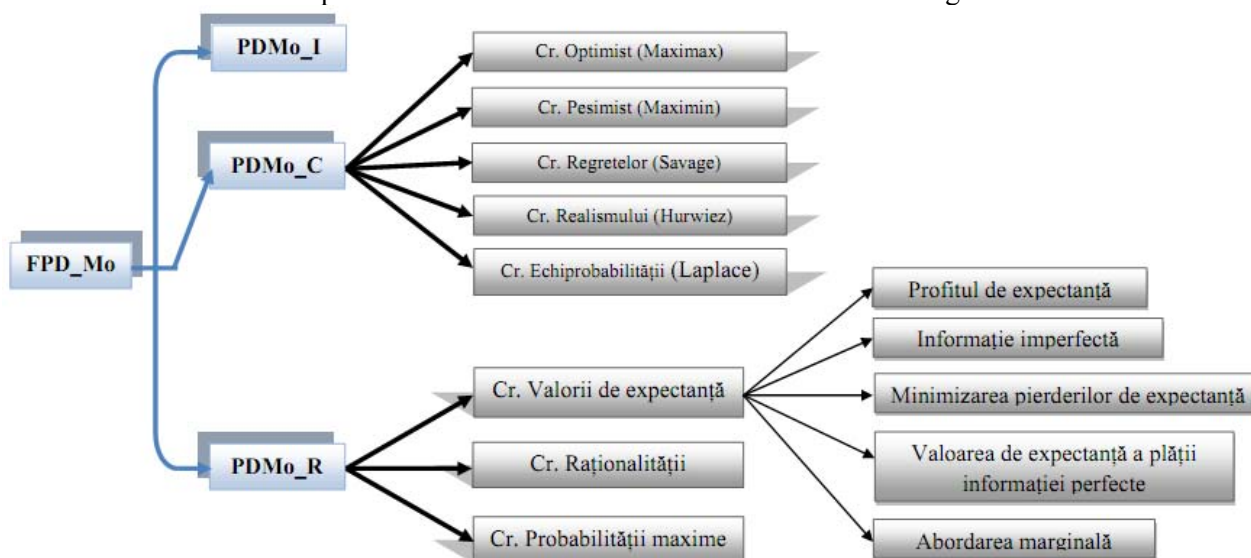 PDMo_I
Cr. Optimist (Maximax)
Cr. Pesimist (Maximin)
PDMo_C
Cr. Regretelor (Savage)
Cr. Realismului (Hurwiez)
FPD_Mo
Cr. Echiprobabilității (Laplace)
Profitul de expectanță
Informație imperfectă
Cr. Valorii de expectanță
Minimizarea pierderilor de expectanță
PDMo_R
Cr. Raționalității
Valoarea de expectanță a plății
informației perfecte
Cr. Probabilității maxime
Abordarea marginală